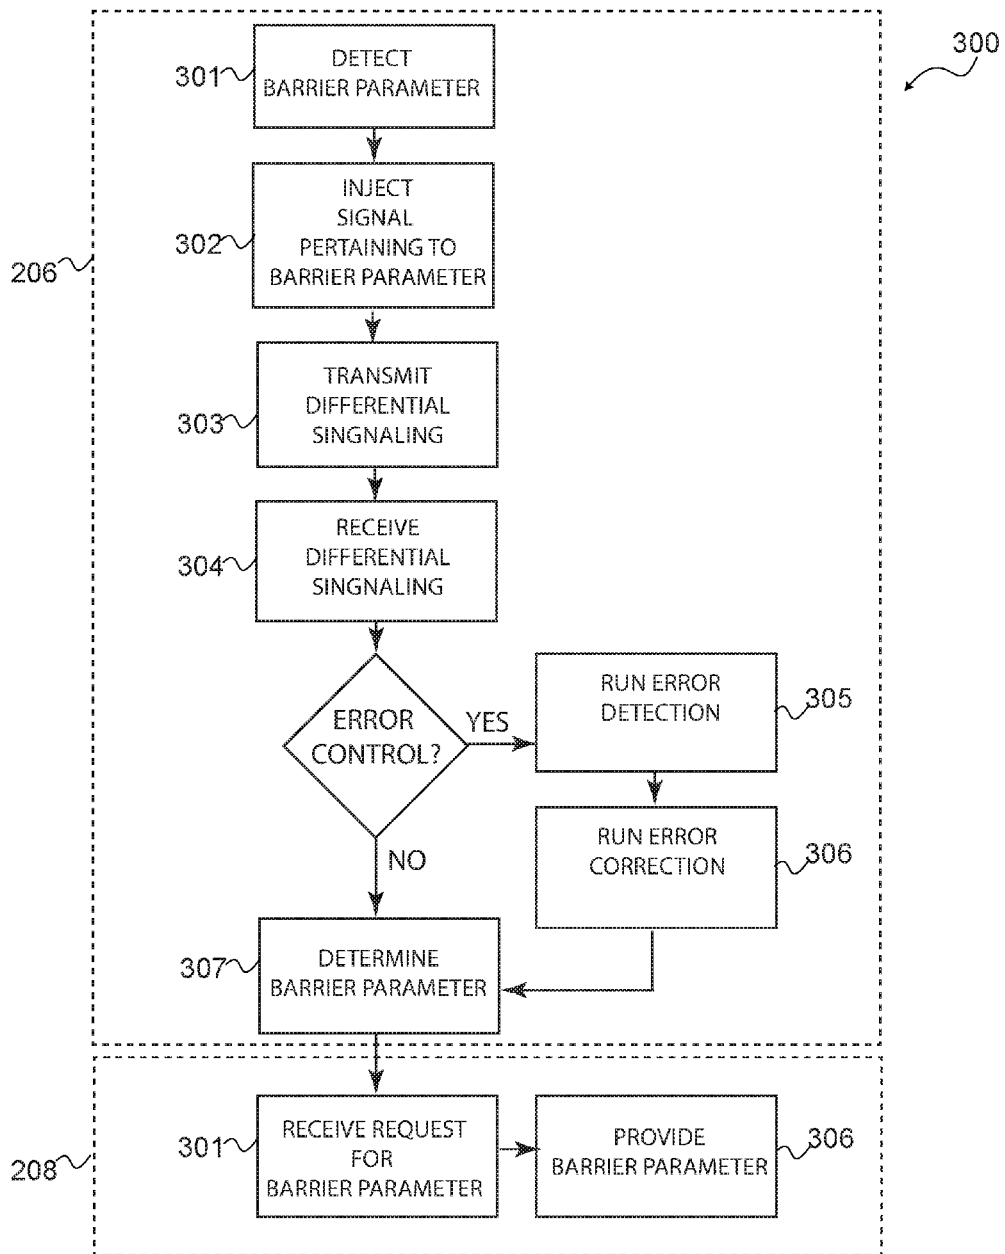 300
301
DETECT
BARRIER PARAMETER
302
INJECT
SIGNAL
PERTAINING TO
BARRIER PARAMETER
206
303
TRANSMIT
DIFFERENTIAL
SINGNALING
304
RECEIVE
DIFFERENTIAL
SINGNALING
ERROR
CONTROL?
YES
NO
RUN ERROR
DETECTION
305
RUN ERROR
CORRECTION
306
307
DETERMINE
BARRIER PARAMETER
208
301
RECEIVE REQUEST
FOR
BARRIER PARAMETER
PROVIDE
BARRIER PARAMETER
306